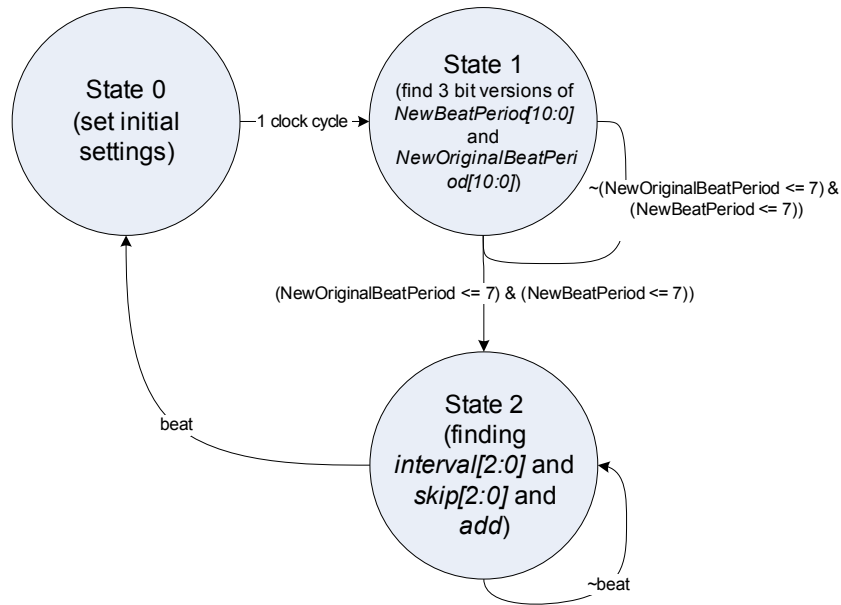 State 0
(set initial
settings)
1 clock cycle
State 1
(find 3 bit versions of
NewBeatPeriod[10:0]
and
NewOriginalBeatPeri
od[10:0])
~(NewOriginalBeatPeriod <= 7) &
(NewBeatPeriod <= 7))
(NewOriginalBeatPeriod <= 7) & (NewBeatPeriod <= 7))
State 2
(finding
interval[2:0] and
skip[2:0] and
add)
beat
~beat